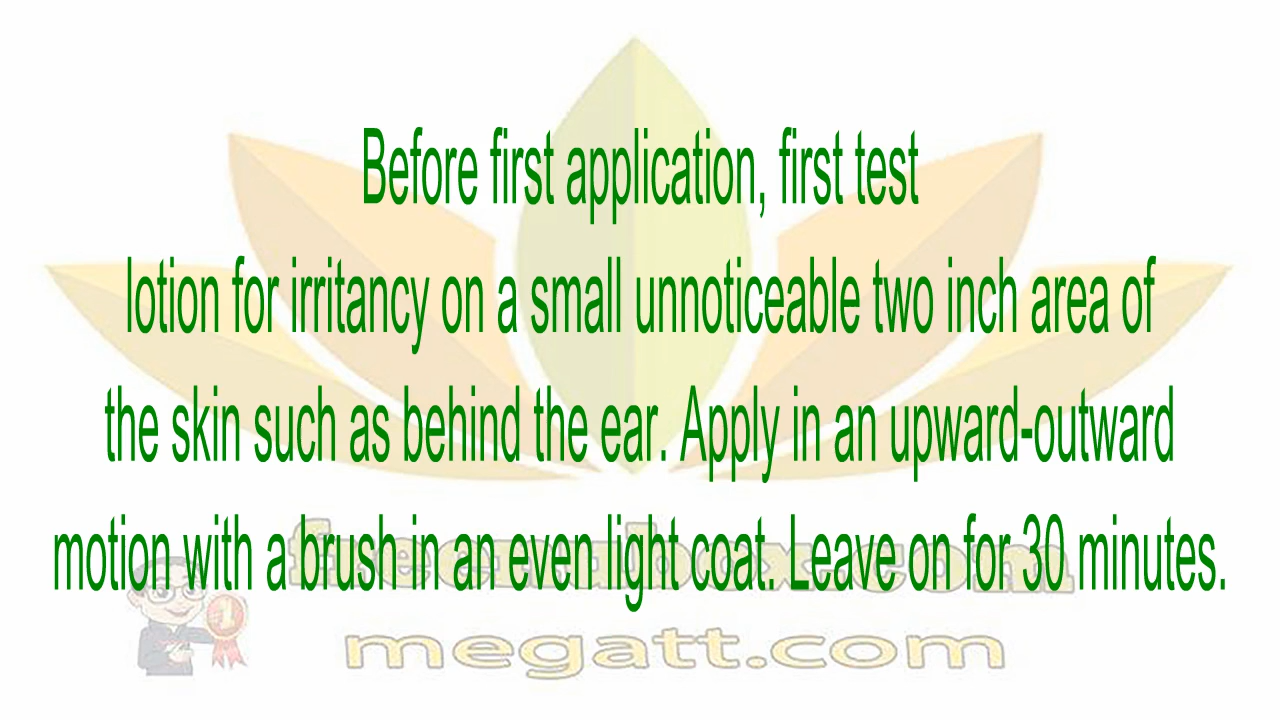 Before first application, first test
lotion for irritancy on a small unnoticeable two inch area of
the skin such as behind the ear. Apply in an upward-outward
motion with a brush in an even light coat. Leave on for 30 minutes.
megatt.com